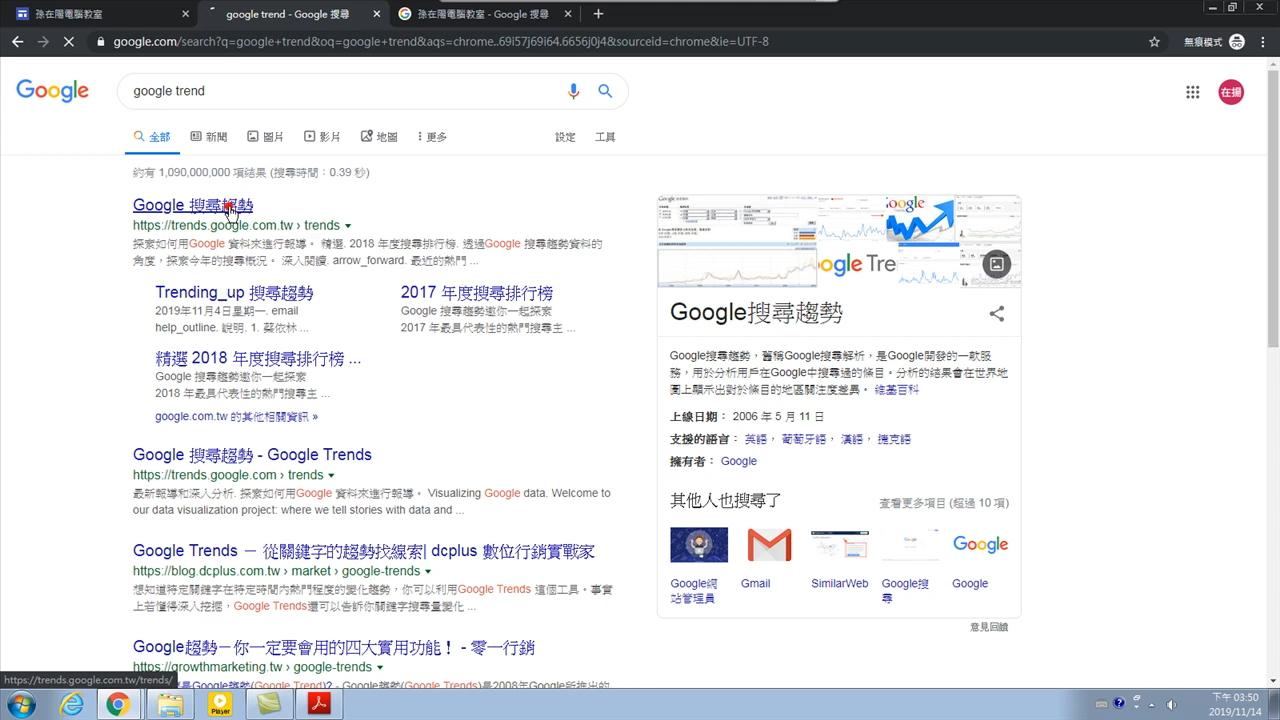 孫在陽電腦教室
google trend - Google 搜尋
孫在陽電腦教室 - Google 搜尋
google.com/search?q=google+trend&oq=google+trend&aqs=chrome..69i57j69i64.6656j0j4&sourceid=chrome&ie=UTF-8
無痕模式
Google
google trend
在揚
全部
新聞
圖片
影片
地圖
更多
設定
工具
約有 1,090,000,000 項結果 (搜尋時間：0.39 秒)
Google 搜尋趨勢
https://trends.google.com.tw › trends
探索如何用Google 資料來進行報導。精選. 2018 年度搜尋排行榜. 透過Google 搜尋趨勢資料的
角度，探索今年的搜尋概況。. 深入閱讀. arrow_forward. 最近的熱門 ...
Trending_up 搜尋趨勢
2019年11月4日星期一. email
help_outline. 說明. 1. 蔡依林 ...
2017 年度搜尋排行榜
Google 搜尋趨勢邀你一起探索
2017 年最具代表性的熱門搜尋主 ...
精選 2018 年度搜尋排行榜 ...
Google 搜尋趨勢邀你一起探索
2018 年最具代表性的熱門搜尋主 ...
google.com.tw 的其他相關資訊 »
Google 搜尋趨勢 - Google Trends
https://trends.google.com › trends
最新報導和深入分析. 探索如何用Google 資料來進行報導。 Visualizing Google data. Welcome to
our data visualization project: where we tell stories with data and ...
Google Trends － 從關鍵字的趨勢找線索| dcplus 數位行銷實戰家
https://blog.dcplus.com.tw › market › google-trends
想知道特定關鍵字在特定時間內熱門程度的變化趨勢，你可以利用Google Trends 這個工具。事實
上若懂得深入挖掘，Google Trends還可以告訴你關鍵字搜尋量變化 ...
Google趨勢－你一定要會用的四大實用功能！ - 零一行銷
https://growthmarketing.tw › google-trends
是Google趨勢(Google Trend)? - Google趨勢(Google Trends)是2008年Google所推出的
https://trends.google.com.tw/trends/
oogle
ogle Tre
Google搜尋趨勢
Google搜尋趨勢，舊稱Google搜尋解析，是Google開發的一款服
務，用於分析用戶在Google中搜尋過的條目。分析的結果會在世界地
圖上顯示出對於條目的地區關注度差異。 維基百科
上線日期： 2006 年 5 月 11 日
支援的語言： 英語， 葡萄牙語， 漢語， 捷克語
擁有者： Google
其他人也搜尋了
查看更多項目 (超過 10 項)
Google網
站管理員
Gmail
SimilarWeb
Google搜
尋
Google
Google
意見回饋
Player
下午 03:50
2019/11/14